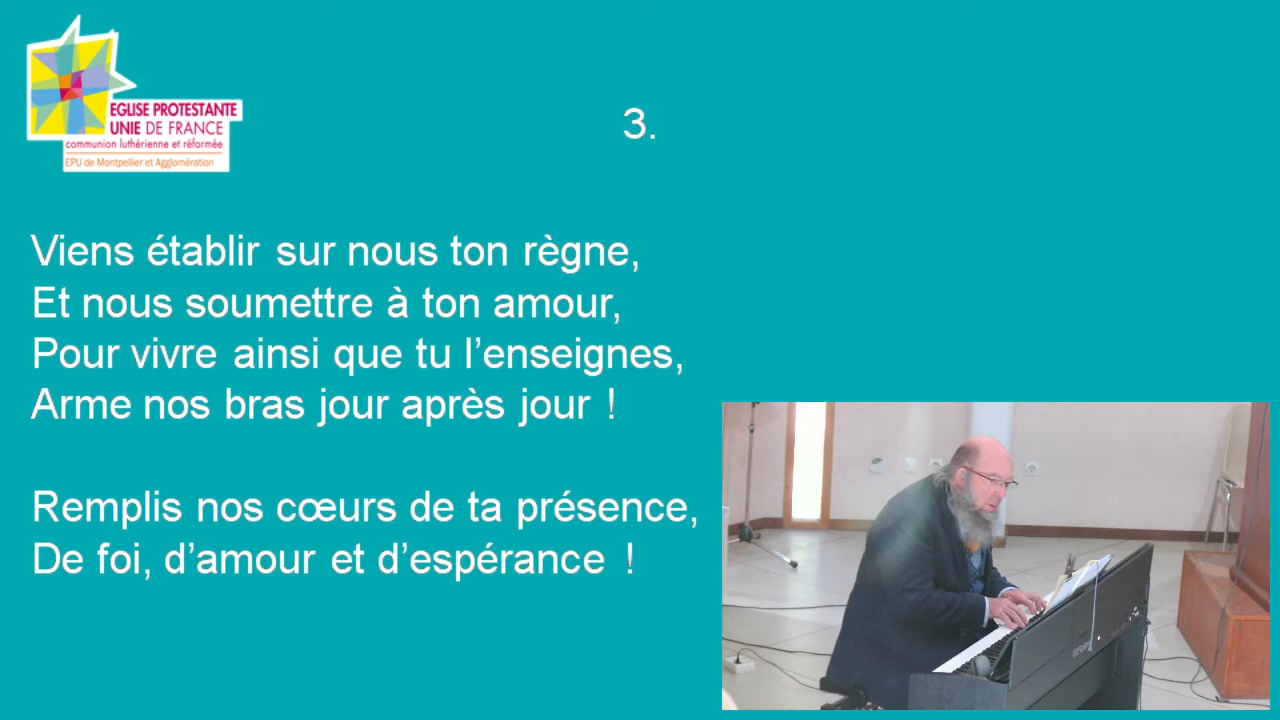 EGLISE PROTESTANTE
UNIE DE FRANCE
communion luthérienne et réformée
EPU de Montpellier et Agglomération
3.
Viens établir sur nous ton règne,
Et nous soumettre à ton amour,
Pour vivre ainsi que tu l’enseignes,
Arme nos bras jour après jour !
Remplis nos cœurs de ta présence,
De foi, d’amour et d’espérance !